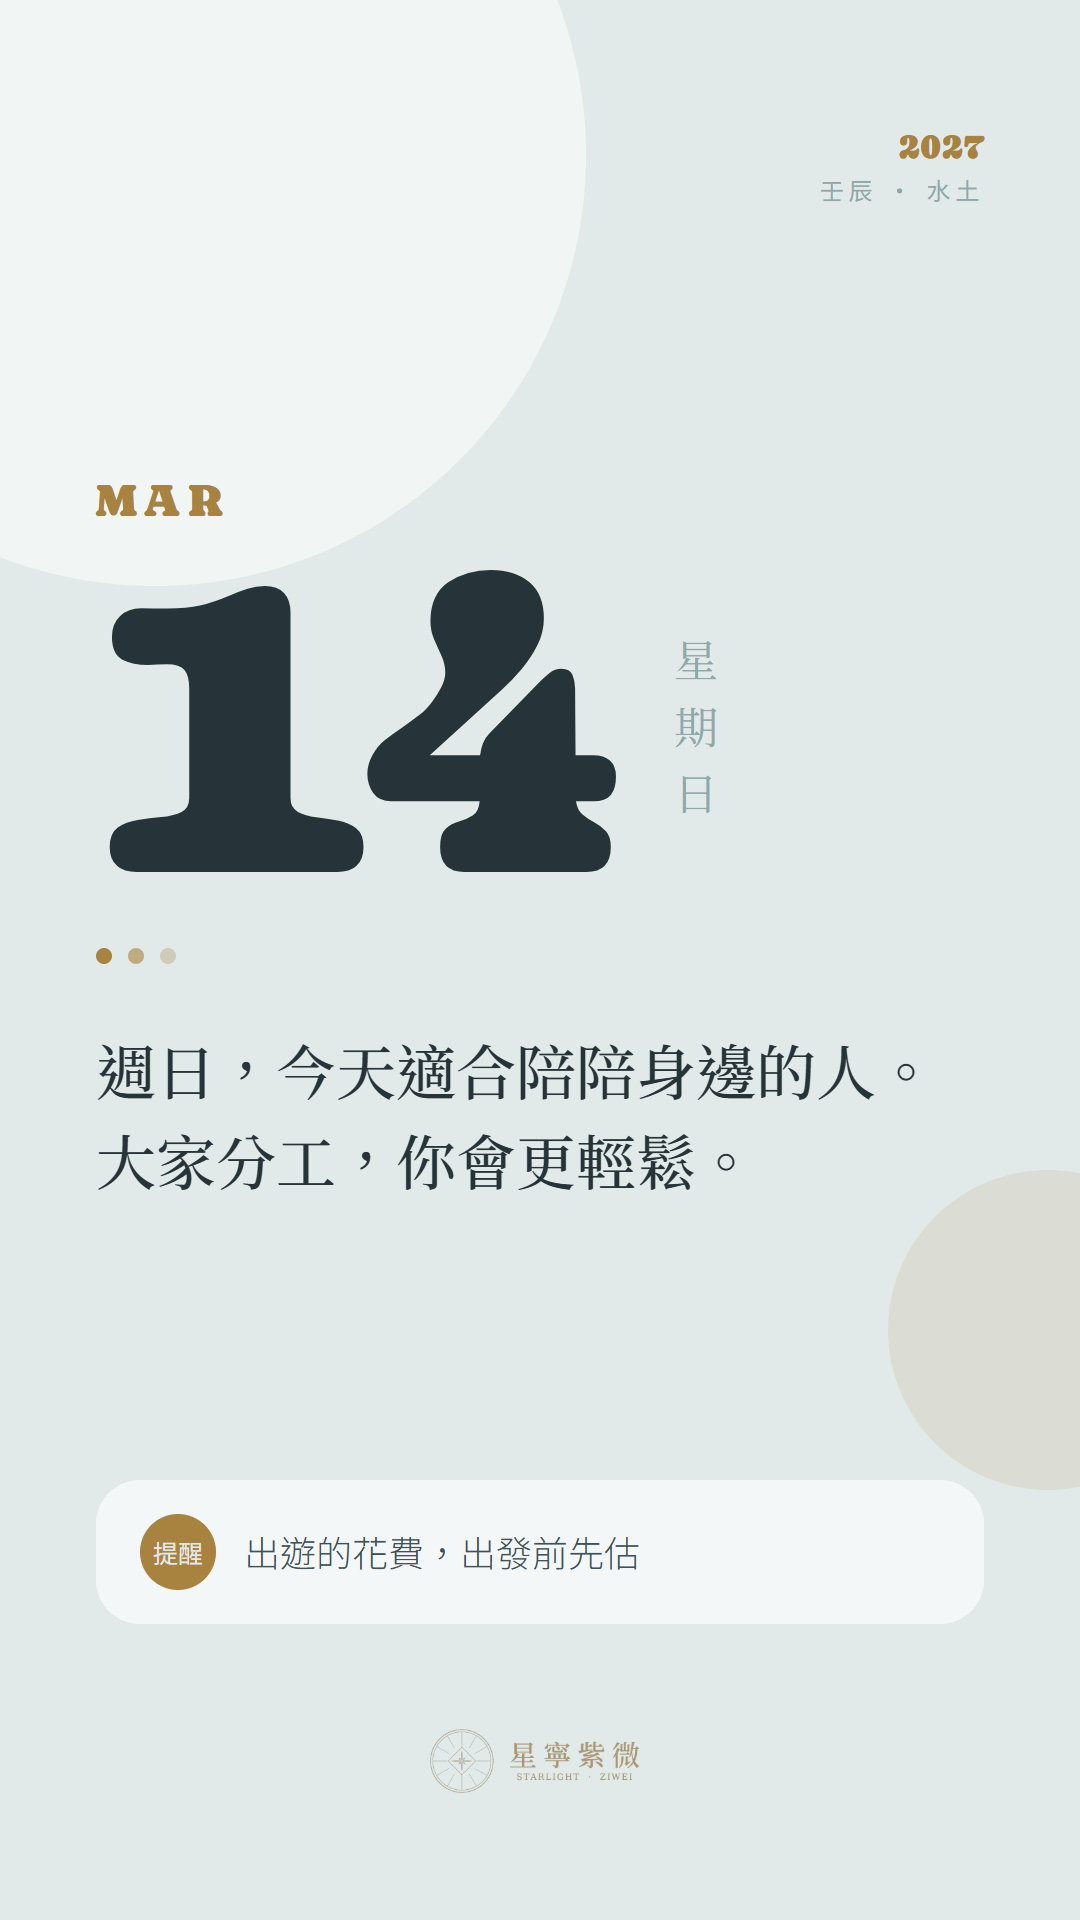 2027
壬辰 · 水土
MAR
14
星期日
週日，今天適合陪陪身邊的人。
大家分工，你會更輕鬆。
提醒
出遊的花費，出發前先估
星寧紫微
STARLIGHT · ZIWEI